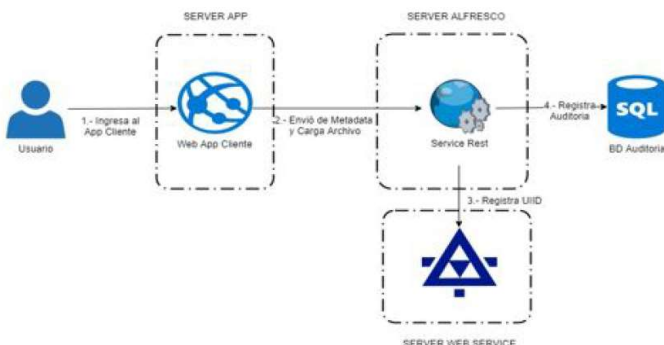 SERVER APP
SERVER ALFRESCO
1.- Ingresa al
App Cliente
Usuario
Web App Cliente
2.- Envió de Metadata
y Carga Archivo
Service Rest
4.- Registra
Auditoria
SQL
BD Auditoria
3.- Registra UIID
SERVER WEB SERVICE